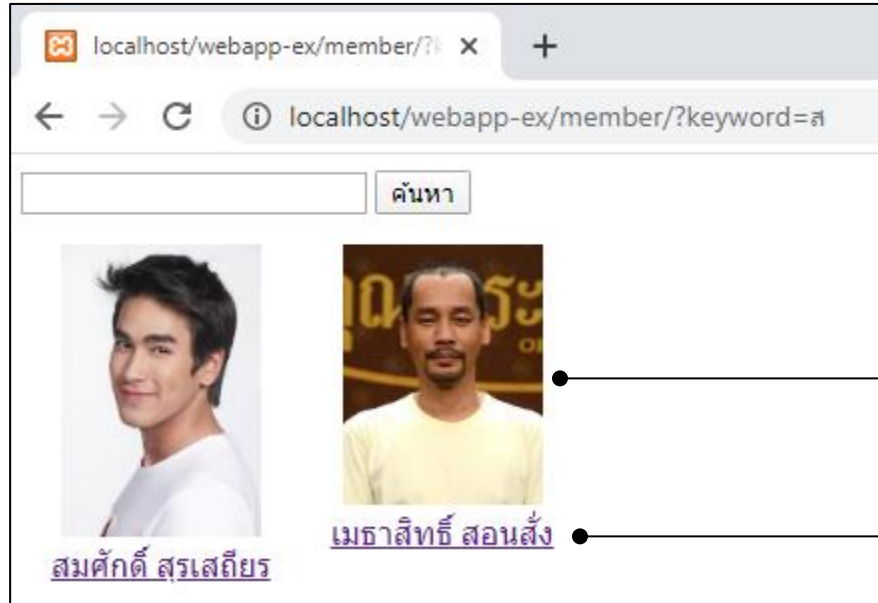 localhost/webapp-ex/member/?
localhost/webapp-ex/member/?keyword=ส
ค้นหา
สมศักดิ์ สุรเสถียร
เมธาสิทธิ์ สอนสั่ง